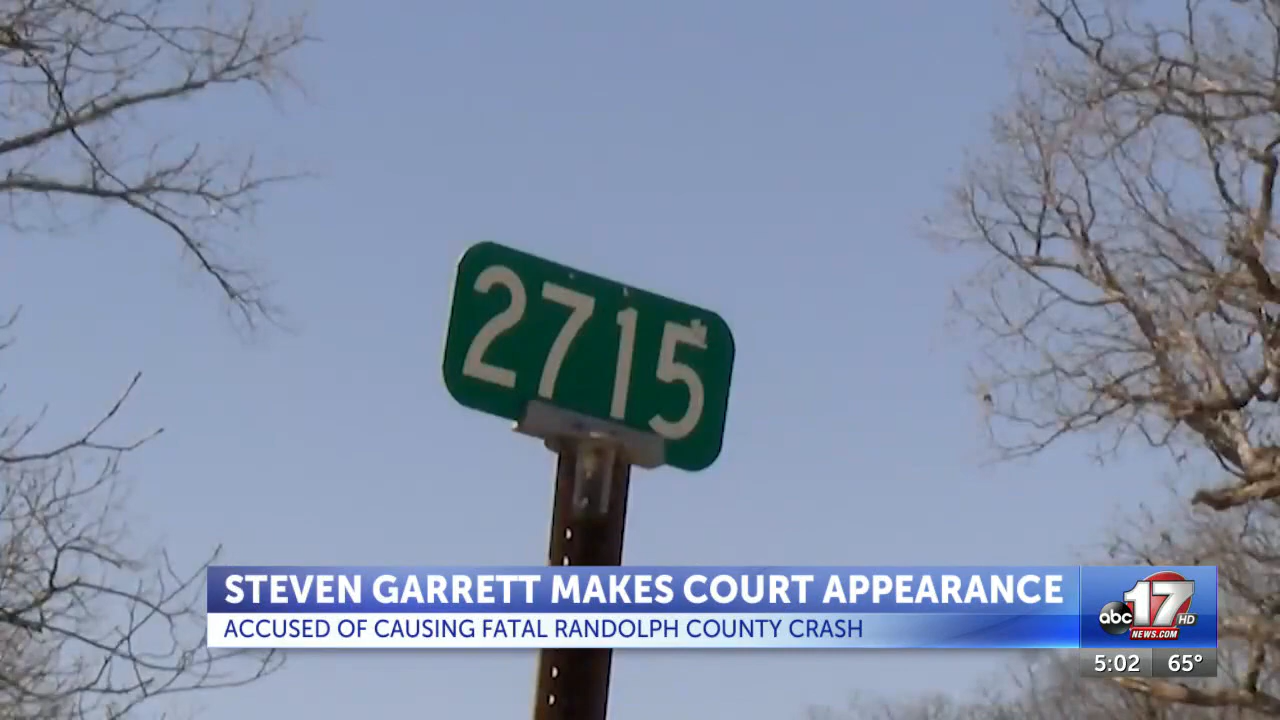 2715
STEVEN GARRETT MAKES COURT APPEARANCE
ACCUSED OF CAUSING FATAL RANDOLPH COUNTY CRASH
abc 17 HD
NEWS.COM
5:02 65°